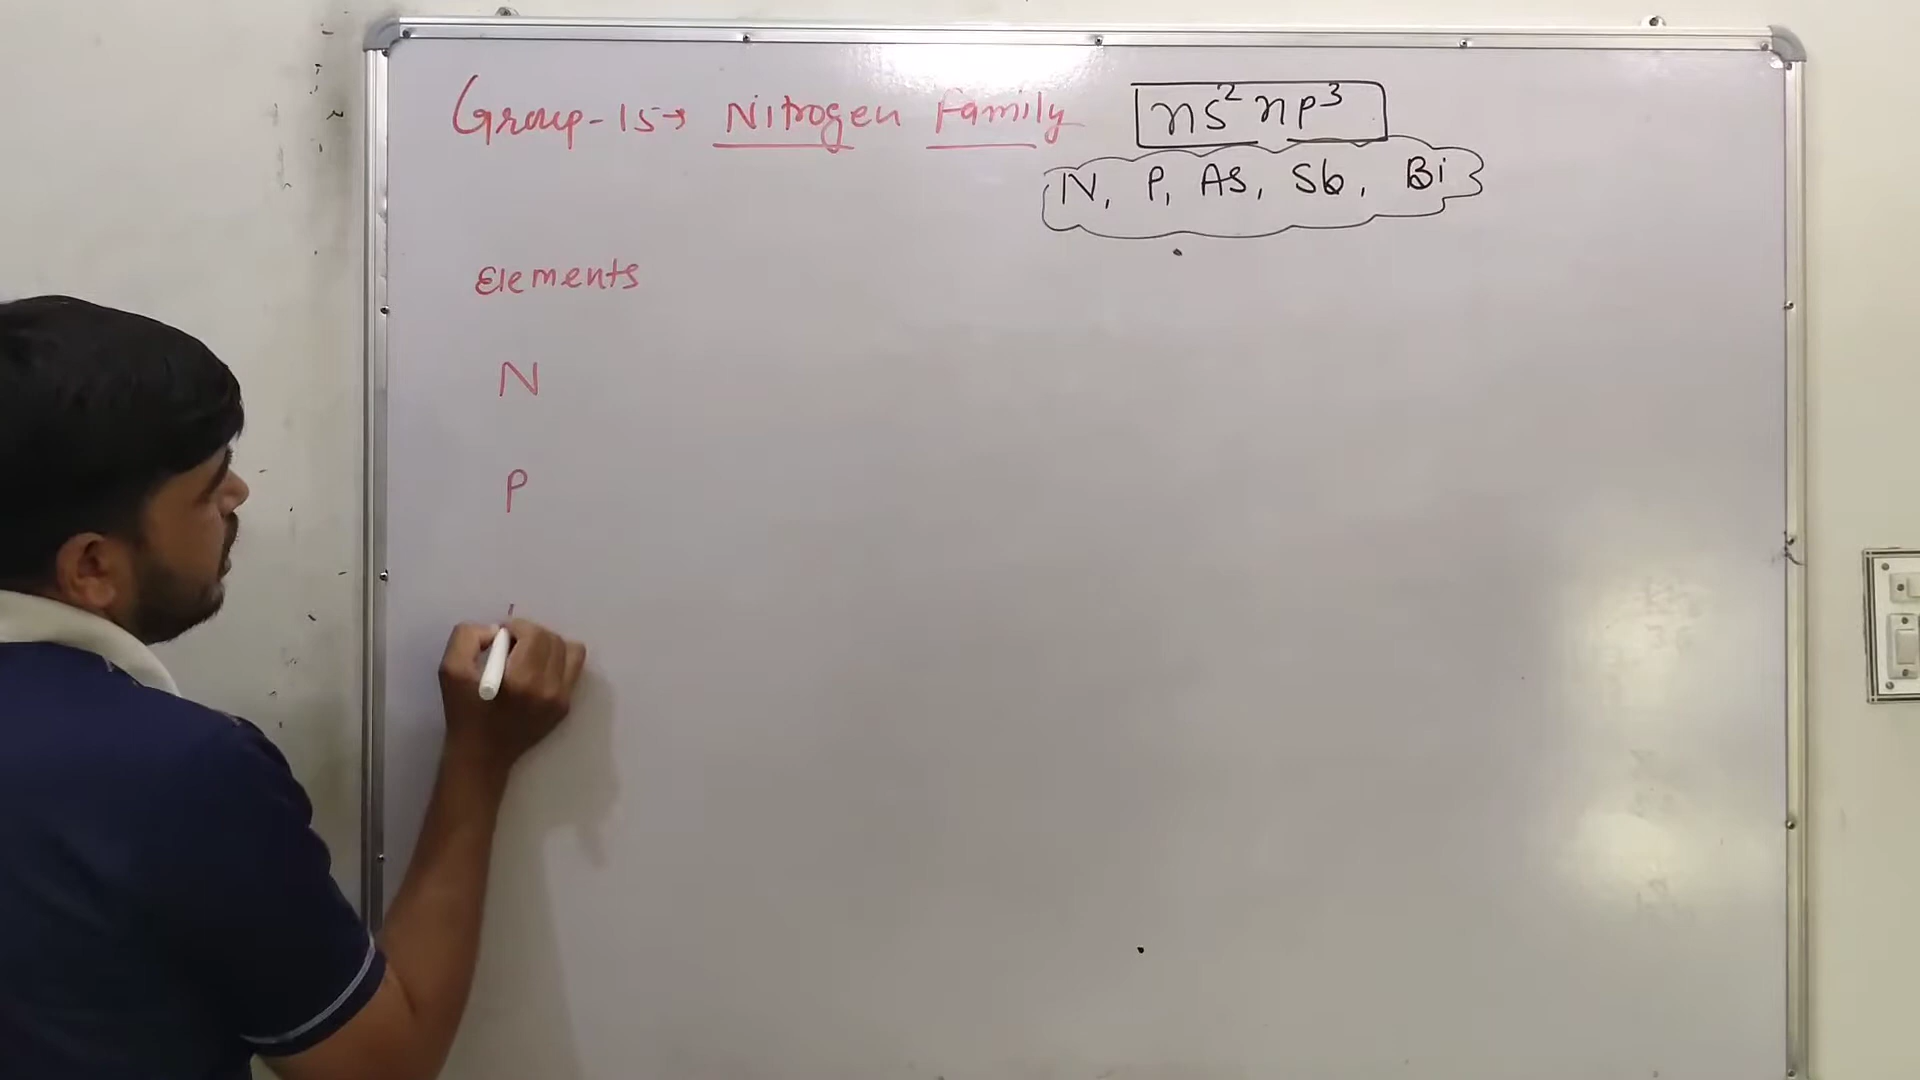 Group-15→ Nitrogen Family ns² np³
N, P, As, Sb, Bi
Elements
N
P